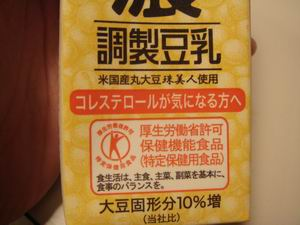 濃
調製豆乳
米国産丸大豆珠美人使用
コレステロールが気になる方へ
厚生労働省許可
保健機能食品
(特定保健用食品)
食生活は、主食、主菜、副菜を基本に、
食事のバランスを。
大豆固形分10%増
(当社比)